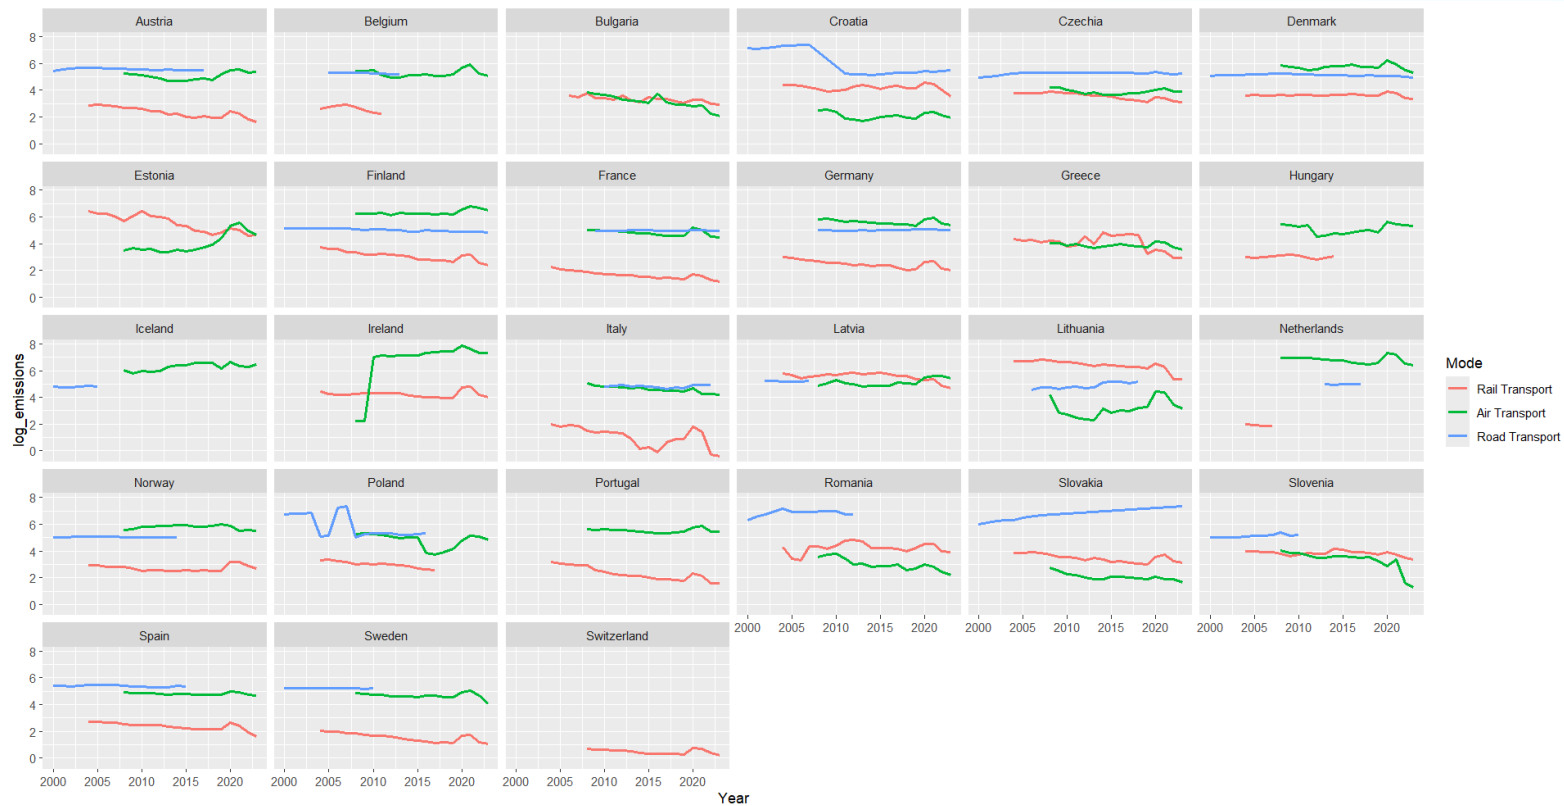 Austria Belgium Bulgaria Croatia Czechia Denmark
8
6
4
2
0
Estonia Finland France Germany Greece Hungary
8
6
4
2
0
Iceland Ireland Italy Latvia Lithuania Netherlands
8
6
4
2
0
log_emissions
Mode
Rail Transport
Air Transport
Road Transport
Norway Poland Portugal Romania Slovakia Slovenia
8
6
4
2
0
2000 2005 2010 2015 2020 2000 2005 2010 2015 2020 2000 2005 2010 2015 2020
Spain Sweden Switzerland
8
6
4
2
0
2000 2005 2010 2015 2020 2000 2005 2010 2015 2020 2000 2005 2010 2015 2020
Year